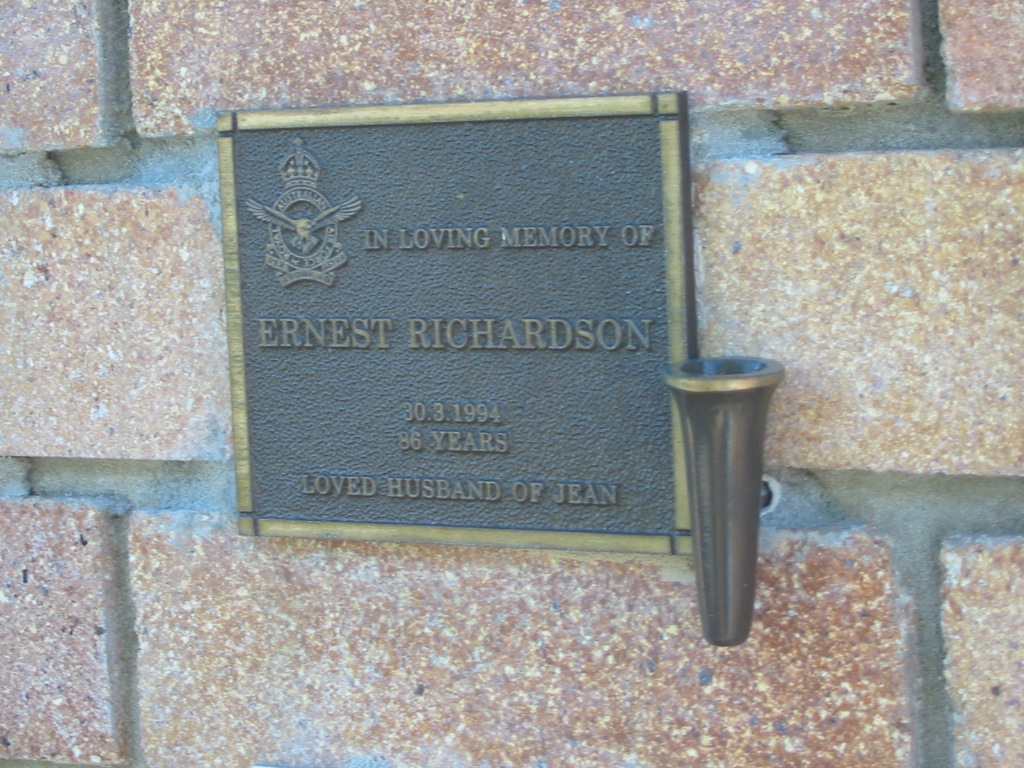 IN LOVING MEMORY OF
ERNEST RICHARDSON
30.3.1994
86 YEARS
LOVED HUSBAND OF JEAN